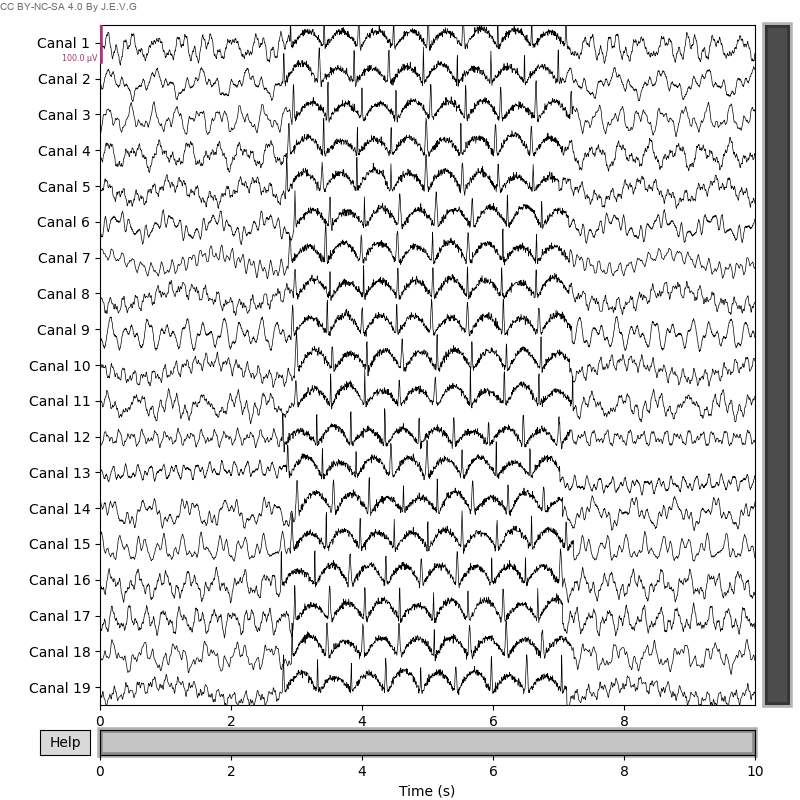 CC BY-NC-SA 4.0 By J.E.V.G
Canal 1
100.0 µV
Canal 2
Canal 3
Canal 4
Canal 5
Canal 6
Canal 7
Canal 8
Canal 9
Canal 10
Canal 11
Canal 12
Canal 13
Canal 14
Canal 15
Canal 16
Canal 17
Canal 18
Canal 19
0 2 4 6 8
Help
0 2 4 6 8 10
Time (s)